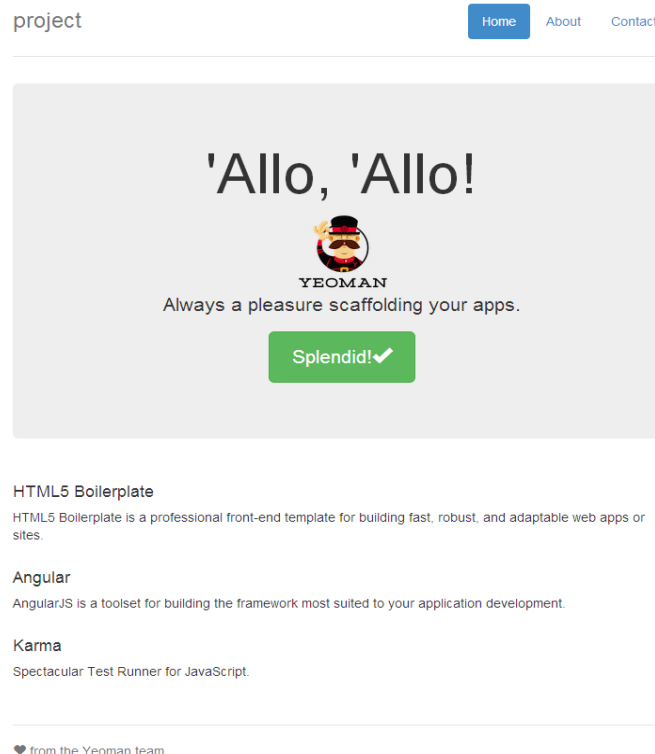 project
Home About Contact
'Allo, 'Allo!
YEOMAN
Always a pleasure scaffolding your apps.
Splendid!
HTML5 Boilerplate
HTML5 Boilerplate is a professional front-end template for building fast, robust, and adaptable web apps or
sites.
Angular
AngularJS is a toolset for building the framework most suited to your application development.
Karma
Spectacular Test Runner for JavaScript.
from the Yeoman team